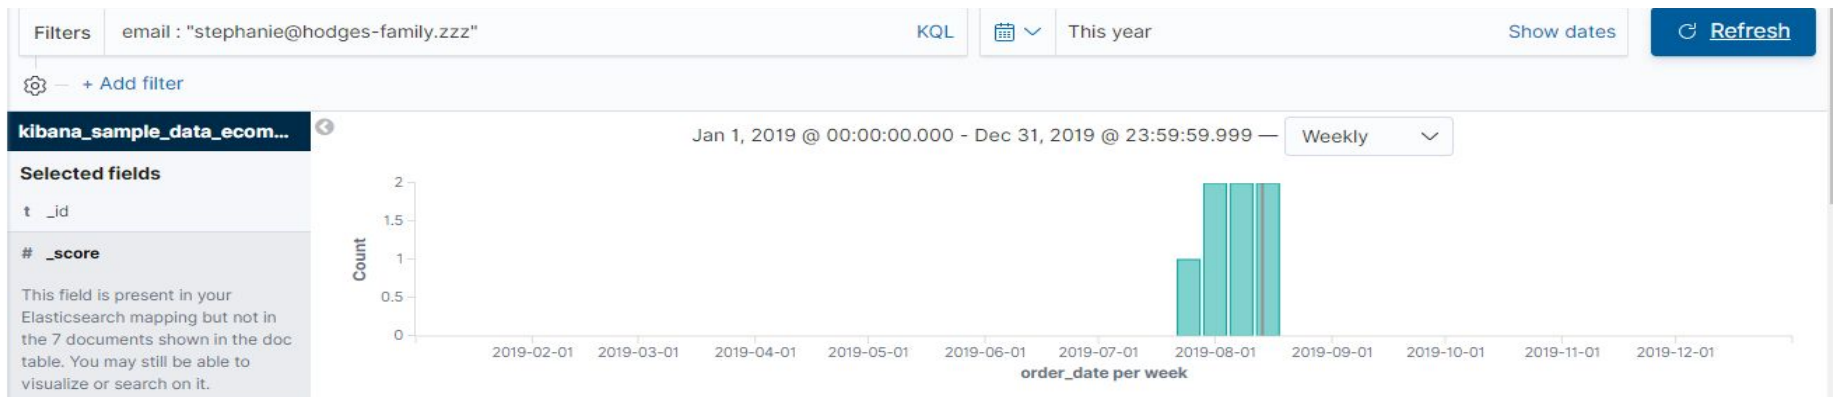 Filters email : "stephanie@hodges-family.zzz" KQL This year Show dates Refresh
+ Add filter
kibana_sample_data_ecom...
Jan 1, 2019 @ 00:00:00.000 - Dec 31, 2019 @ 23:59:59.999 — Weekly
Selected fields
t _id
# _score
This field is present in your
Elasticsearch mapping but not in
the 7 documents shown in the doc
table. You may still be able to
visualize or search on it.
Count
2
1.5
1
0.5
0
2019-02-01 2019-03-01 2019-04-01 2019-05-01 2019-06-01 2019-07-01 2019-08-01 2019-09-01 2019-10-01 2019-11-01 2019-12-01
order_date per week